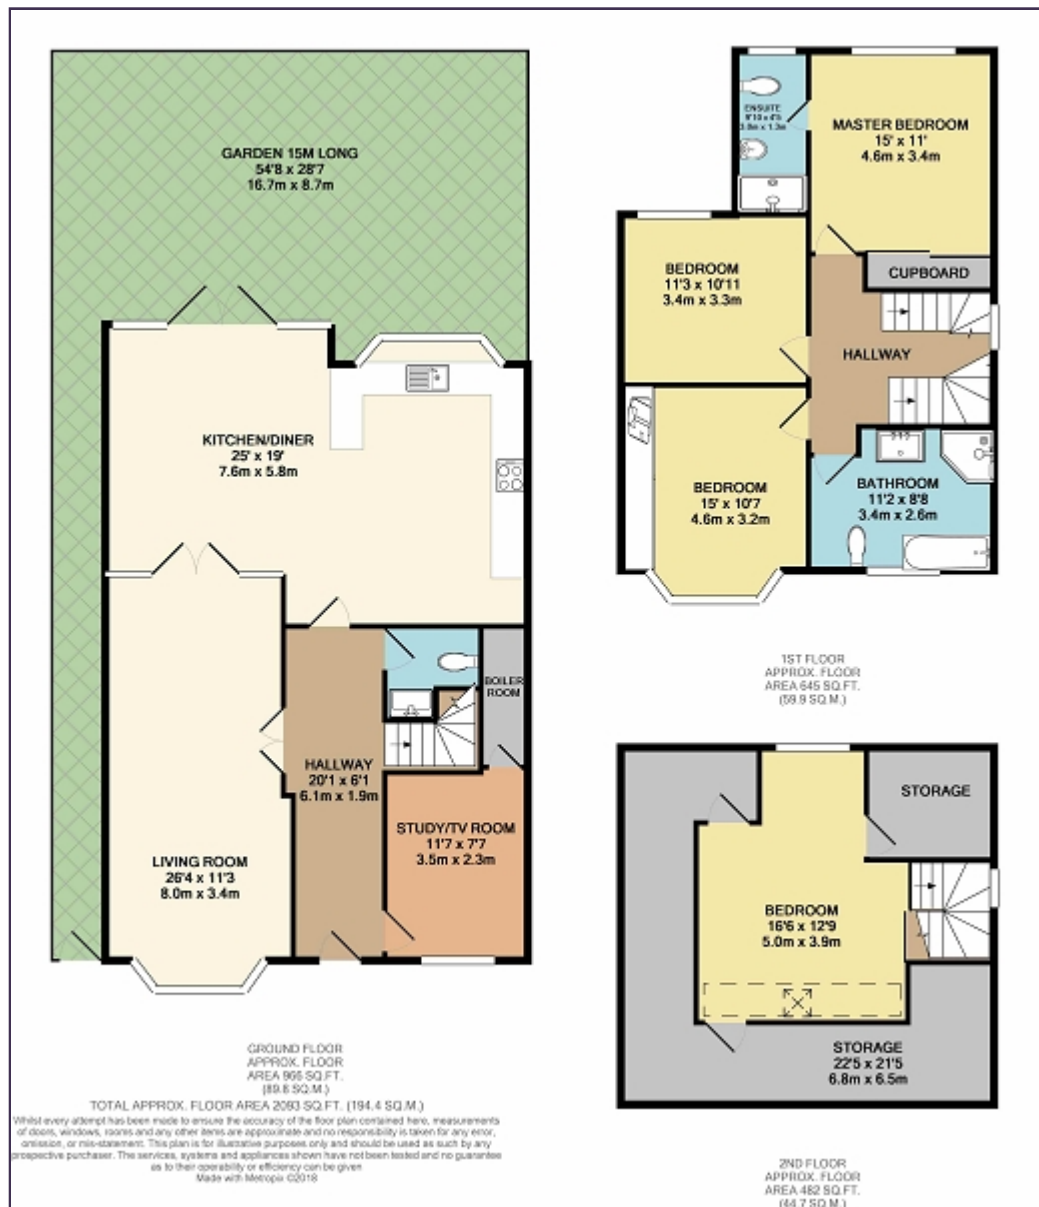 GARDEN 15M LONG
54'8 x 28'7
16.7m x 8.7m
KITCHEN/DINER
25' x 19'
7.6m x 5.8m
BOILER
ROOM
HALLWAY
20'1 x 6'1
6.1m x 1.9m
STUDY/TV ROOM
11'7 x 7'7
3.5m x 2.3m
LIVING ROOM
26'4 x 11'3
8.0m x 3.4m
GROUND FLOOR
APPROX. FLOOR
AREA 966 SQ.FT.
(89.8 SQ.M.)
TOTAL APPROX. FLOOR AREA 2093 SQ.FT. (194.4 SQ.M.)
Whilst every attempt has been made to ensure the accuracy of the floor plan contained here, measurements
of doors, windows, rooms and any other items are approximate and no responsibility is taken for any error,
omission, or mis-statement. This plan is for illustrative purposes only and should be used as such by any
prospective purchaser. The services, systems and appliances shown have not been tested and no guarantee
as to their operability or efficiency can be given
Made with Metropix ©2018
ENSUITE
9'10 x 4'5
3.0m x 1.3m
MASTER BEDROOM
15' x 11'
4.6m x 3.4m
BEDROOM
11'3 x 10'11
3.4m x 3.3m
CUPBOARD
HALLWAY
BEDROOM
15' x 10'7
4.6m x 3.2m
BATHROOM
11'2 x 8'8
3.4m x 2.6m
1ST FLOOR
APPROX. FLOOR
AREA 645 SQ.FT.
(59.9 SQ.M.)
STORAGE
BEDROOM
16'6 x 12'9
5.0m x 3.9m
STORAGE
22'5 x 21'5
6.8m x 6.5m
2ND FLOOR
APPROX. FLOOR
AREA 482 SQ.FT.
(44.7 SQ.M.)